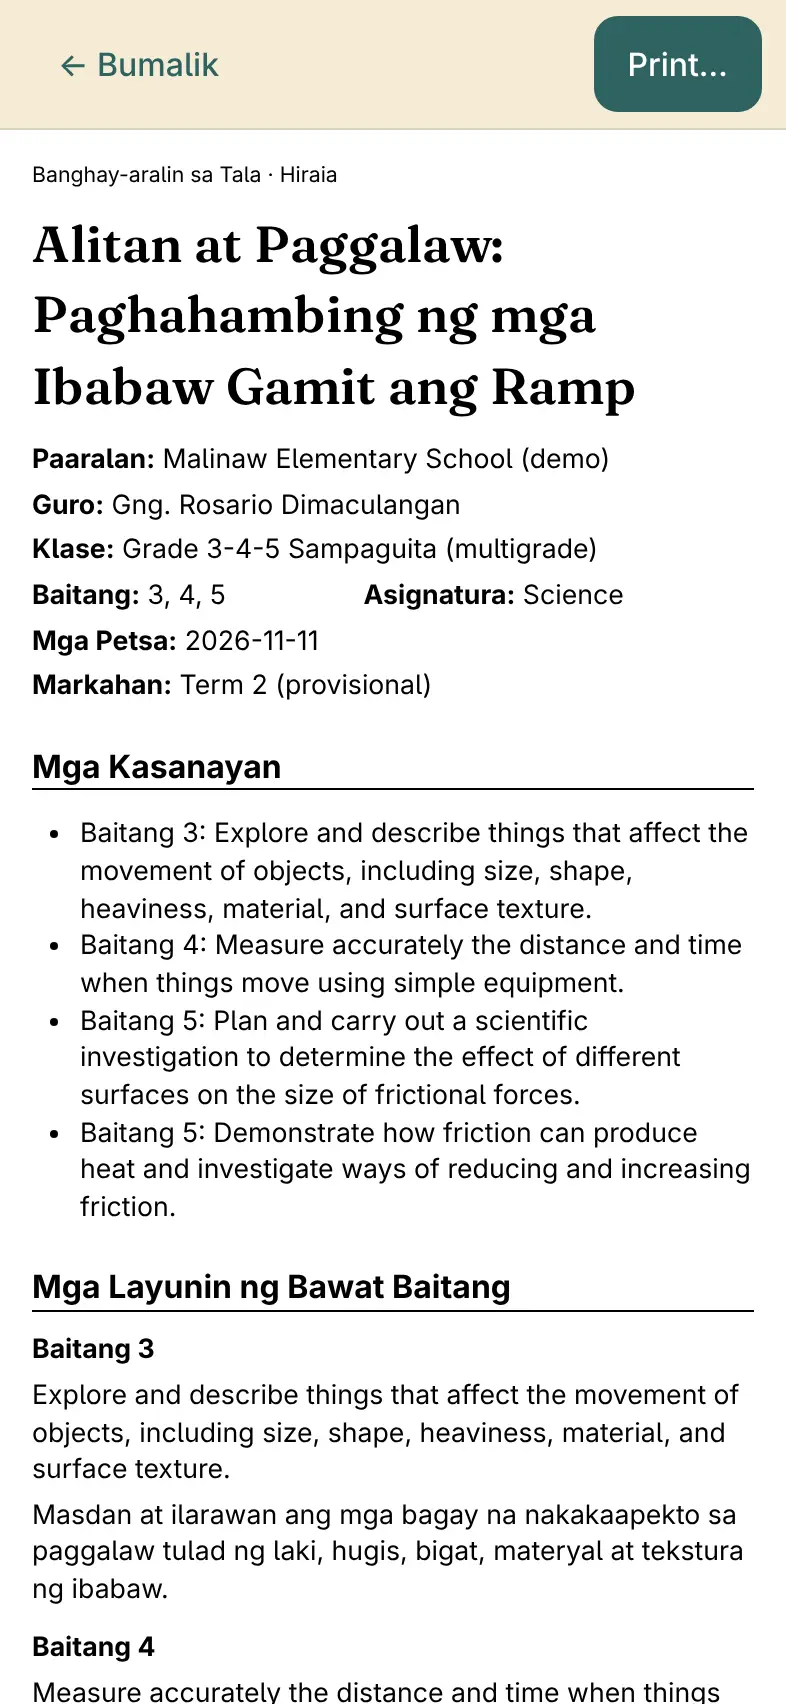 ← Bumalik
Print...
Banghay-aralin sa Tala · Hiraia
Alitan at Paggalaw:
Paghahambing ng mga
Ibabaw Gamit ang Ramp
Paaralan: Malinaw Elementary School (demo)
Guro: Gng. Rosario Dimaculangan
Klase: Grade 3-4-5 Sampaguita (multigrade)
Baitang: 3, 4, 5 Asignatura: Science
Mga Petsa: 2026-11-11
Markahan: Term 2 (provisional)
Mga Kasanayan
• Baitang 3: Explore and describe things that affect the
movement of objects, including size, shape,
heaviness, material, and surface texture.
• Baitang 4: Measure accurately the distance and time
when things move using simple equipment.
• Baitang 5: Plan and carry out a scientific
investigation to determine the effect of different
surfaces on the size of frictional forces.
• Baitang 5: Demonstrate how friction can produce
heat and investigate ways of reducing and increasing
friction.
Mga Layunin ng Bawat Baitang
Baitang 3
Explore and describe things that affect the movement of
objects, including size, shape, heaviness, material, and
surface texture.
Masdan at ilarawan ang mga bagay na nakakaapekto sa
paggalaw tulad ng laki, hugis, bigat, materyal at tekstura
ng ibabaw.
Baitang 4
Measure accurately the distance and time when things